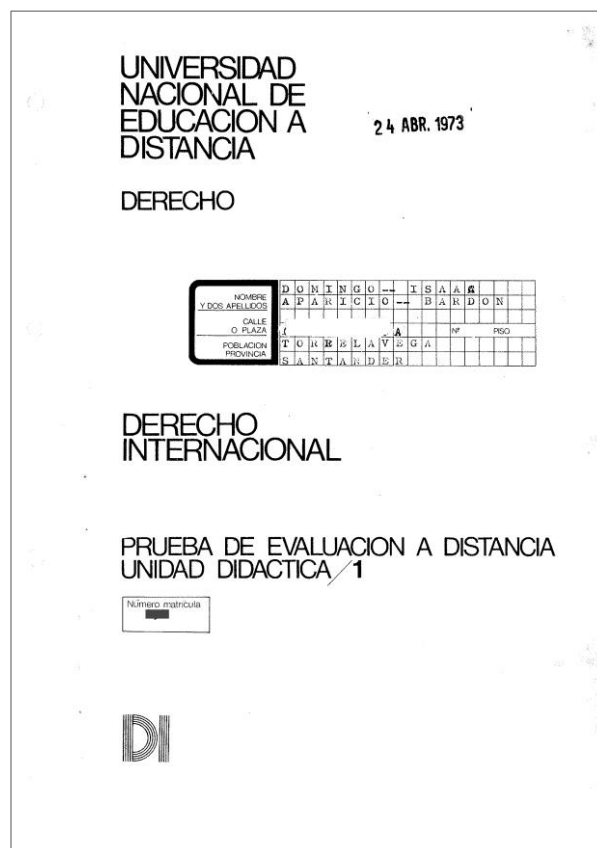 UNIVERSIDAD
NACIONAL DE
EDUCACION A
DISTANCIA
24 ABR. 1973
DERECHO
NOMBRE
Y DOS APELLIDOS
DOMINGO-- ISAAC
APARICIO-- BARDON
CALLE
O PLAZA
A
Nº
PISO
POBLACION
PROVINCIA
TORRELAVEGA
SANTANDER
DERECHO
INTERNACIONAL
PRUEBA DE EVALUACION A DISTANCIA
UNIDAD DIDACTICA/1
Número matrícula
DI